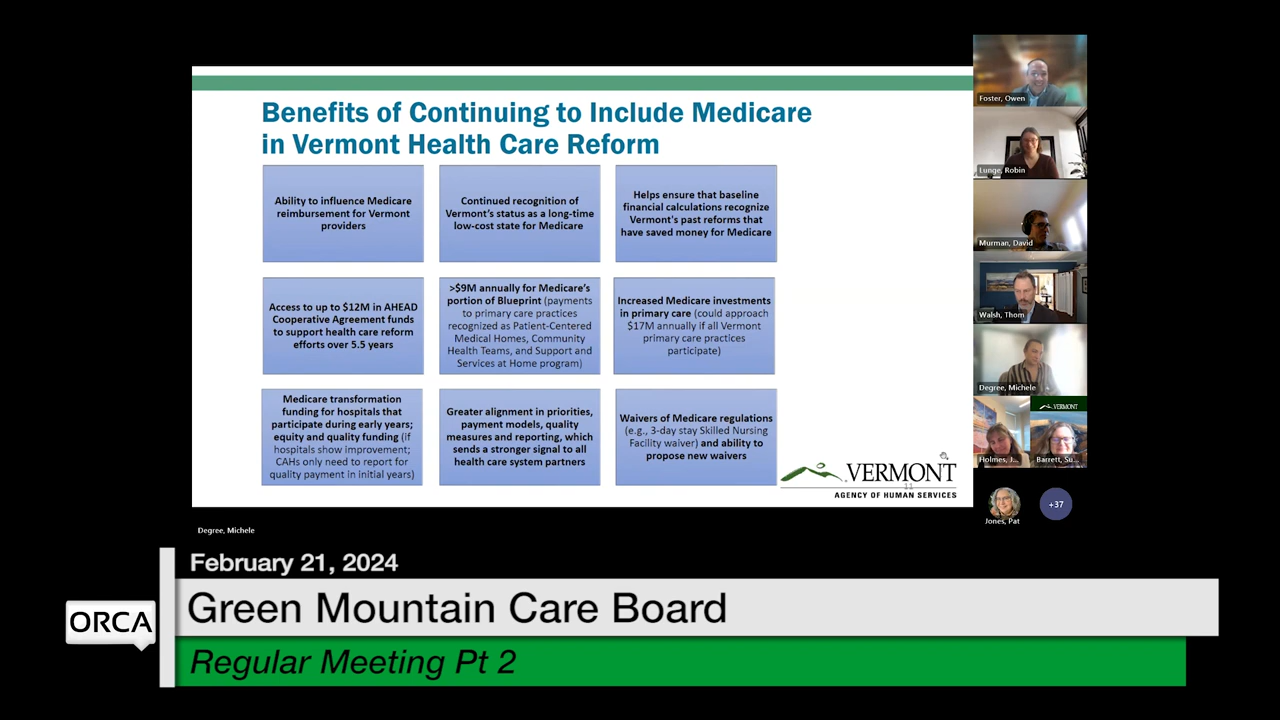 Benefits of Continuing to Include Medicare
in Vermont Health Care Reform
Ability to influence Medicare
reimbursement for Vermont
providers
Continued recognition of
Vermont's status as a long-time
low-cost state for Medicare
Helps ensure that baseline
financial calculations recognize
Vermont's past reforms that
have saved money for Medicare
Access to up to $12M in AHEAD
Cooperative Agreement funds
to support health care reform
efforts over 5.5 years
>$9M annually for Medicare's
portion of Blueprint (payments
to primary care practices
recognized as Patient-Centered
Medical Homes, Community
Health Teams, and Support and
Services at Home program)
Increased Medicare investments
in primary care (could approach
$17M annually if all Vermont
primary care practices
participate)
Medicare transformation
funding for hospitals that
participate during early years;
equity and quality funding (if
hospitals show improvement;
CAHs only need to report for
quality payment in initial years)
Greater alignment in priorities,
payment models, quality
measures and reporting, which
sends a stronger signal to all
health care system partners
Waivers of Medicare regulations
(e.g., 3-day stay Skilled Nursing
Facility waiver) and ability to
propose new waivers
VERMONT
11
AGENCY OF HUMAN SERVICES
Foster, Owen
Lunge, Robin
Murman, David
Walsh, Thom
Degree, Michele
VERMONT
Holmes, J...
Barrett, Su...
Jones, Pat
+37
Degree, Michele
February 21, 2024
ORCA
Green Mountain Care Board
Regular Meeting Pt 2